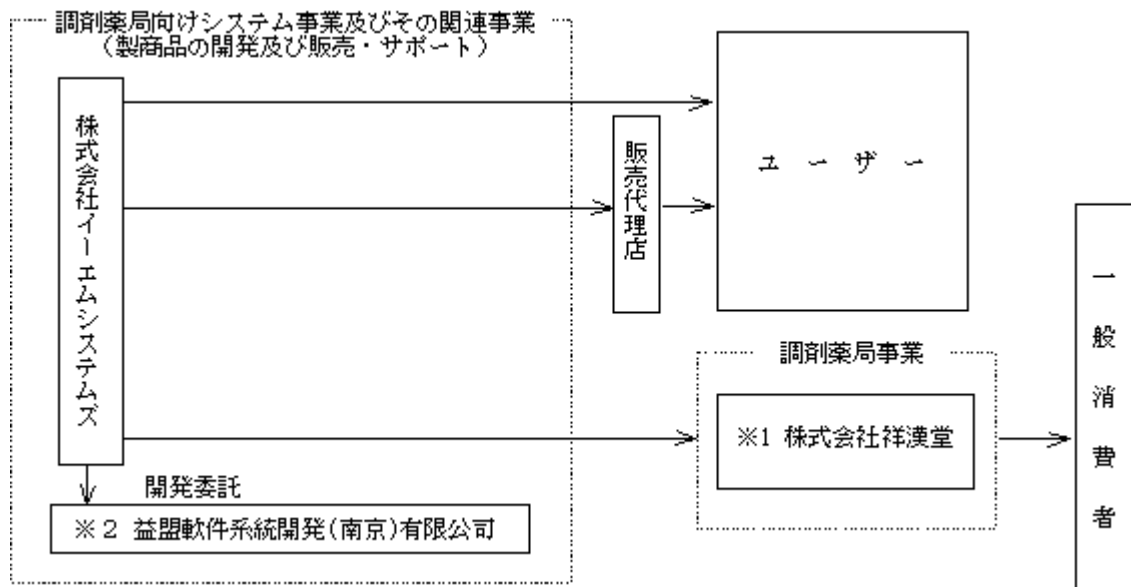 調剤薬局向けシステム事業及びその関連事業
（製商品の開発及び販売・サポート）
株式会社イーエムシステムズ
販売代理店
ユーザー
一般消費者
調剤薬局事業
※1 株式会社祥漢堂
開発委託
※2 益盟軟件系統開発(南京)有限公司